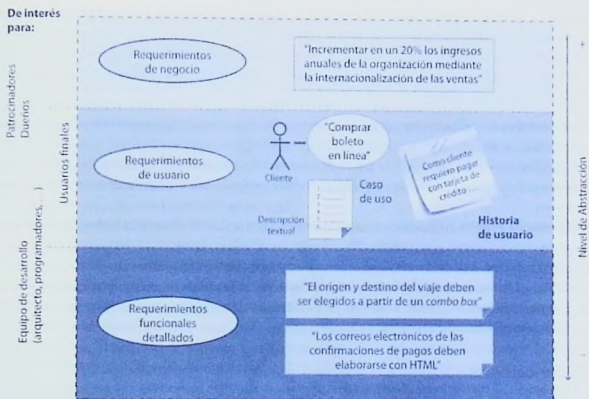 De interés
para:
Patrocinadores
Dueños
Requerimientos
de negocio
"Incrementar en un 20% los ingresos
anuales de la organización mediante
la internacionalización de las ventas"
+
Usuarios finales
Requerimientos
de usuario
"Comprar
boleto
en línea"
Cliente
Caso
de uso
Descripción
textual
Como cliente
requiero pagar
con tarjeta de
crédito ...
Historia
de usuario
Nivel de Abstracción
Equipo de desarrollo
(arquitecto, programadores, ... )
Requerimientos
funcionales
detallados
"El origen y destino del viaje deben
ser elegidos a partir de un combo box"
"Los correos electrónicos de las
confirmaciones de pagos deben
elaborarse con HTML"
-